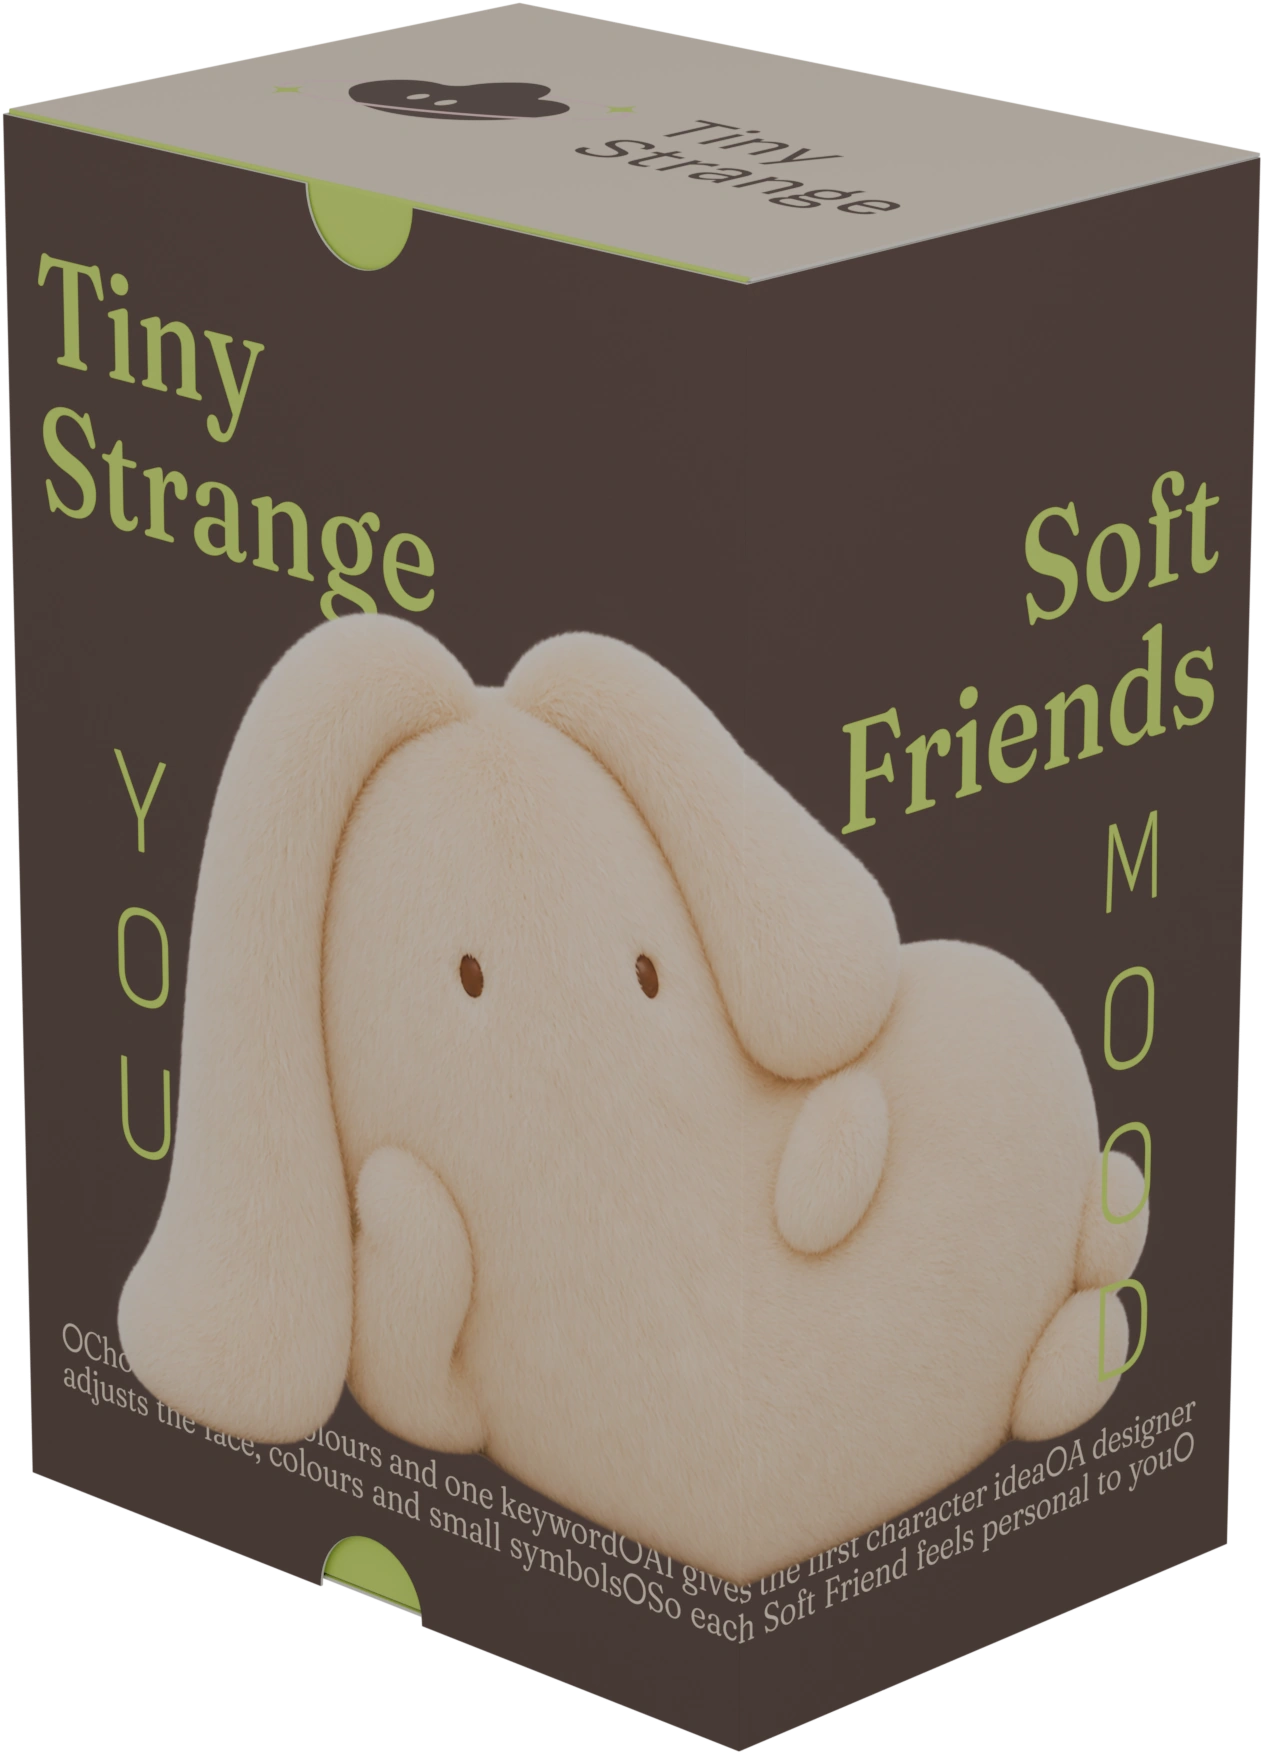 Tiny
Strange
Tiny
Strange
Soft
Friends
YOU
MOOD
and one keywordOAI gives the first character ideaOA designer
adjusts the face, colours and small symbolsOSo each Soft Friend feels personal to youO